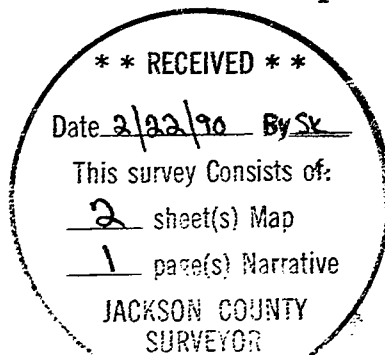 * * RECEIVED * *
Date 2/22/90 By SK
This survey Consists of:
2 sheet(s) Map
1 page(s) Narrative
JACKSON COUNTY
SURVEYOR